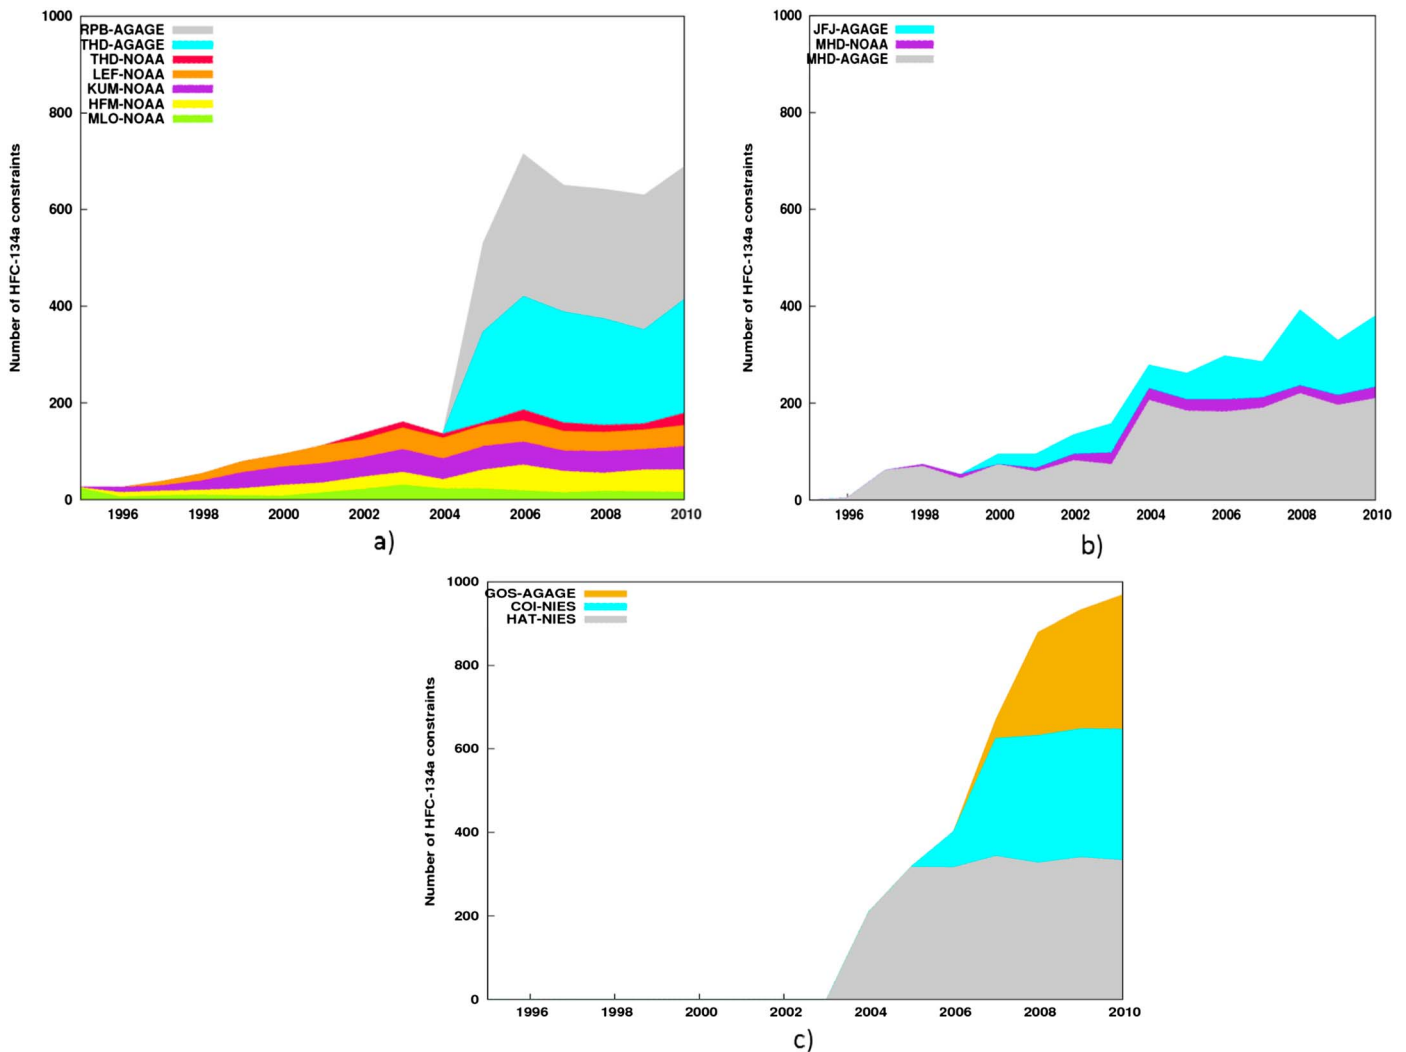 1000
800
600
400
200
0
Number of HFC-134a constraints
RPB-AGAGE
THD-AGAGE
THD-NOAA
LEF-NOAA
KUM-NOAA
HFM-NOAA
MLO-NOAA
1996 1998 2000 2002 2004 2006 2008 2010
a)
1000
800
600
400
200
0
Number of HFC-134a constraints
JFJ-AGAGE
MHD-NOAA
MHD-AGAGE
1996 1998 2000 2002 2004 2006 2008 2010
b)
1000
800
600
400
200
0
Number of HFC-134a constraints
GOS-AGAGE
COI-NIES
HAT-NIES
1996 1998 2000 2002 2004 2006 2008 2010
c)